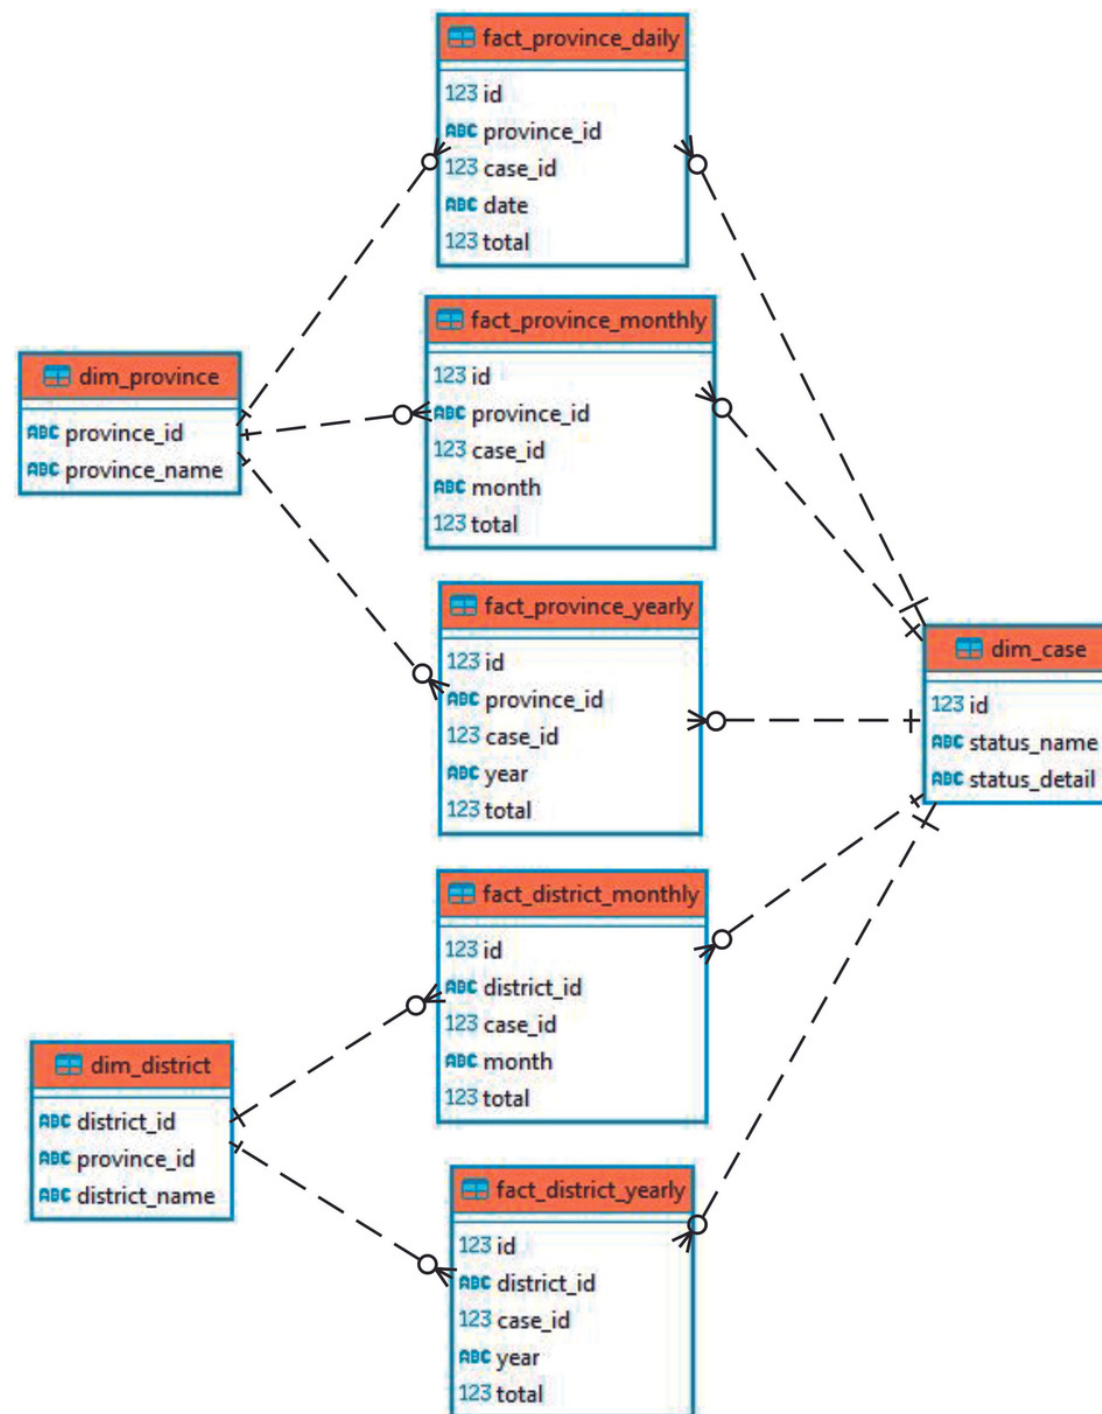 fact_province_daily
123 id
ABC province_id
123 case_id
ABC date
123 total
fact_province_monthly
123 id
ABC province_id
123 case_id
ABC month
123 total
dim_province
ABC province_id
ABC province_name
fact_province_yearly
123 id
ABC province_id
123 case_id
ABC year
123 total
dim_case
123 id
ABC status_name
ABC status_detail
fact_district_monthly
123 id
ABC district_id
123 case_id
ABC month
123 total
dim_district
ABC district_id
ABC province_id
ABC district_name
fact_district_yearly
123 id
ABC district_id
123 case_id
ABC year
123 total